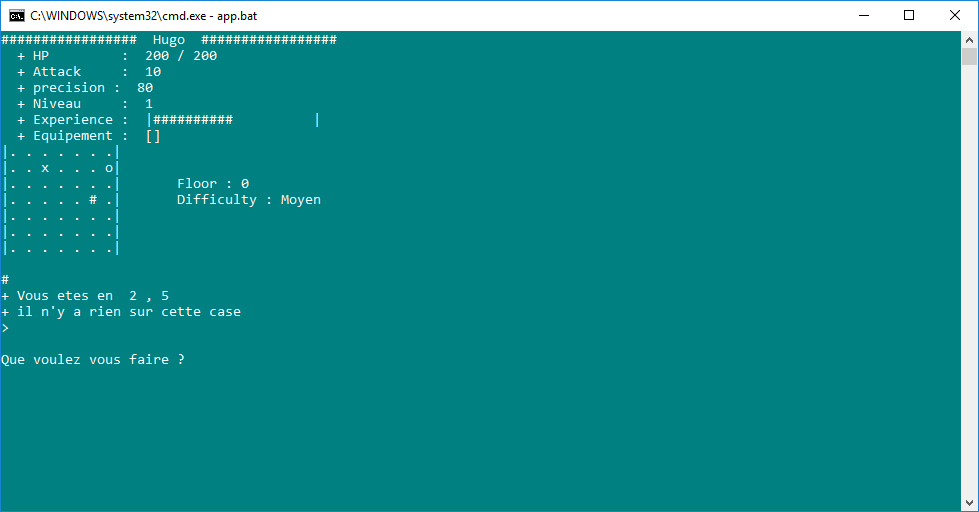 C:\WINDOWS\system32\cmd.exe - app.bat
################# Hugo #################
+ HP : 200 / 200
+ Attack : 10
+ precision : 80
+ Niveau : 1
+ Experience : |########## |
+ Equipement : []
|. . . . . . .|
|. . x . . . o|
|. . . . . . .| Floor : 0
|. . . . . # .| Difficulty : Moyen
|. . . . . . .|
|. . . . . . .|
|. . . . . . .|
#
+ Vous etes en 2 , 5
+ il n'y a rien sur cette case
>
Que voulez vous faire ?